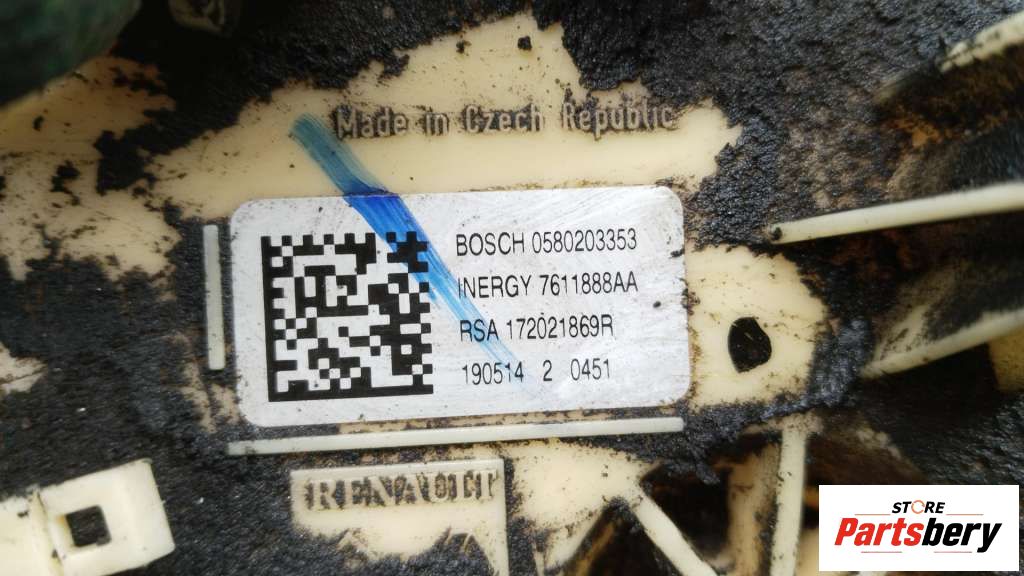 Made in Czech Republic
BOSCH 0580203353
INERGY 7611888AA
RSA 172021869R
190514 2 0451
RENAULT
STORE
Partsbery